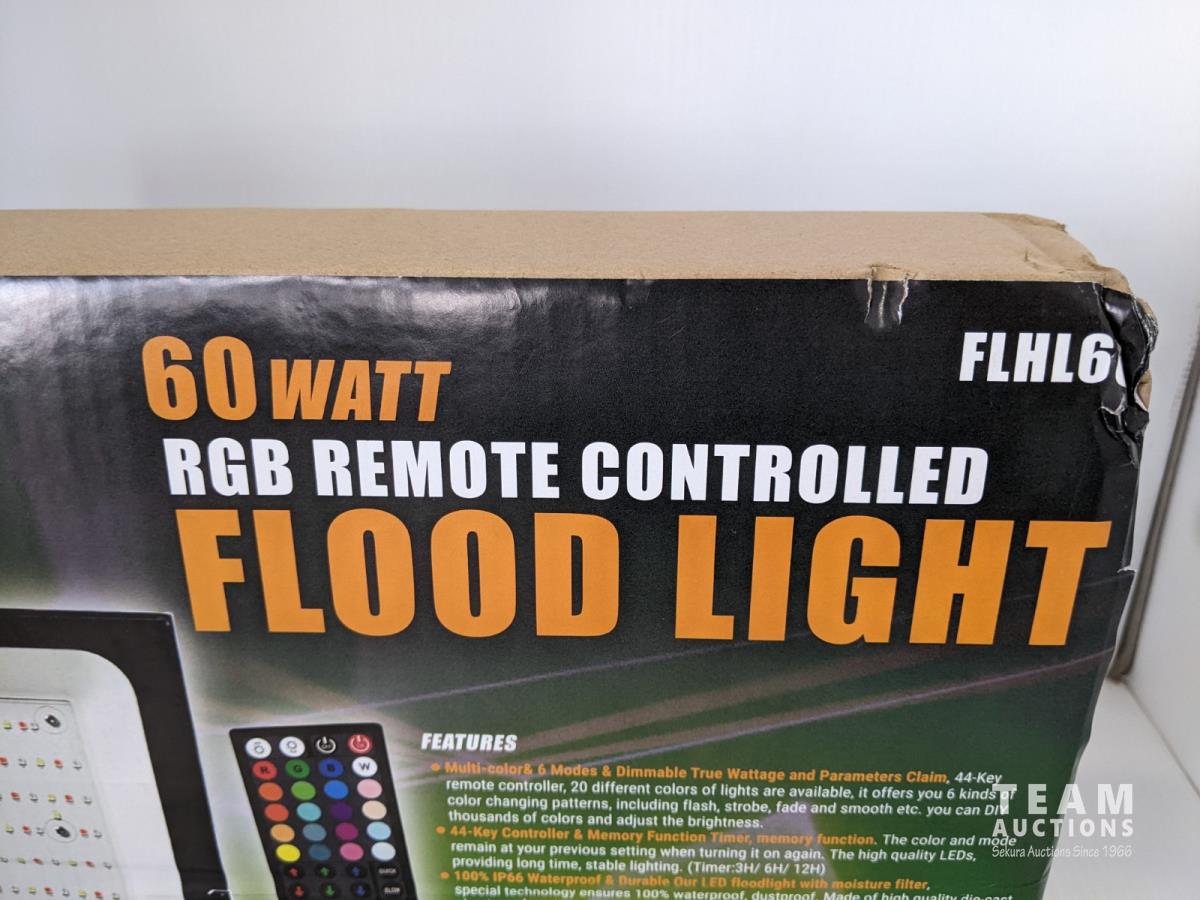 60 WATT
FLHL6
RGB REMOTE CONTROLLED
FLOOD LIGHT
FEATURES
Multi-color& 6 Modes & Dimmable True Wattage and Parameters Claim, 44-Key
remote controller, 20 different colors of lights are available, it offers you 6 kinds of
color changing patterns, including flash, strobe, fade and smooth etc. you can DIY
thousands of colors and adjust the brightness.
44-Key Controller & Memory Function Timer, memory function. The color and mode
remain at your previous setting when turning it on again. The high quality LEDs,
providing long time, stable lighting. (Timer:3H/ 6H/ 12H)
100% IP66 Waterproof & Durable Our LED floodlight with moisture filter,
special technology ensures 100% waterproof, dustproof. Made of high quality die-cast
R G B W
QUICK
SLOW
TEAM
AUCTIONS
Sekura Auctions Since 1966